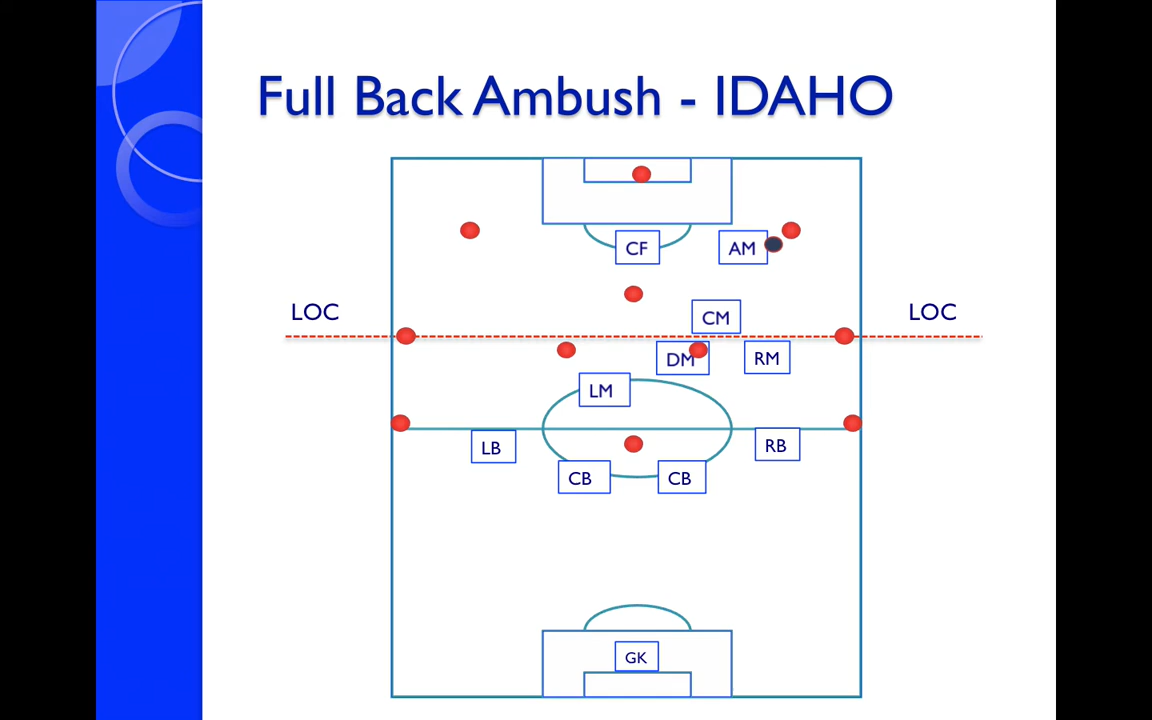 Full Back Ambush - IDAHO
CF
AM
LOC
LOC
CM
DM
RM
LM
LB
RB
CB
CB
GK